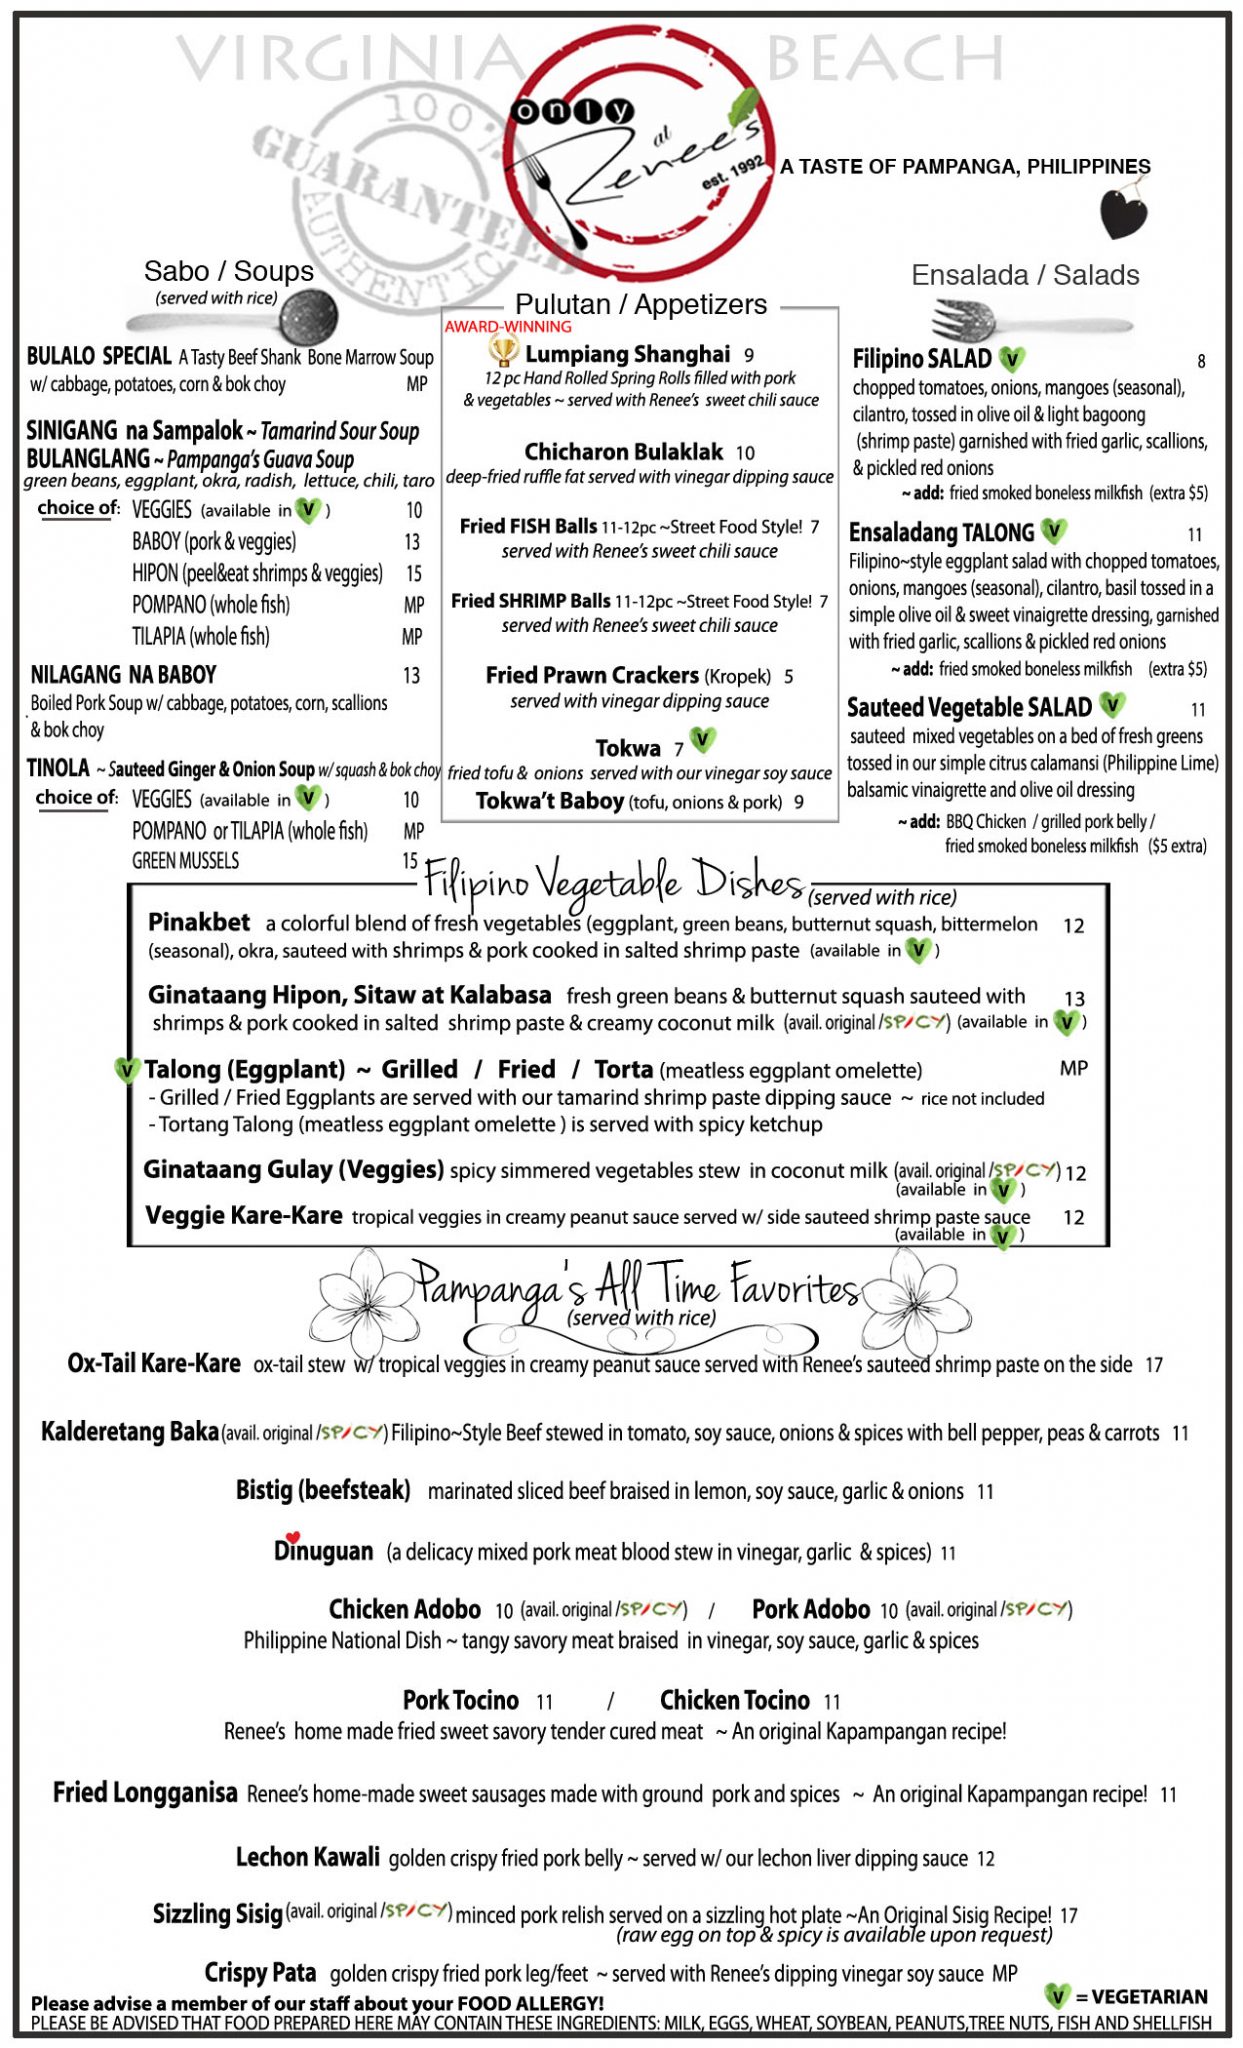 VIRGINIA BEACH
100%
GUARANTEED
AUTHENTIC
only
at
Renee's
est. 1992
A TASTE OF PAMPANGA, PHILIPPINES
Sabo / Soups
(served with rice)
BULALO SPECIAL A Tasty Beef Shank Bone Marrow Soup
w/ cabbage, potatoes, corn & bok choy MP
SINIGANG na Sampalok ~ Tamarind Sour Soup
BULANGLANG ~ Pampanga's Guava Soup
green beans, eggplant, okra, radish, lettuce, chili, taro
choice of: VEGGIES (available in V ) 10
BABOY (pork & veggies) 13
HIPON (peel&eat shrimps & veggies) 15
POMPANO (whole fish) MP
TILAPIA (whole fish) MP
NILAGANG NA BABOY 13
Boiled Pork Soup w/ cabbage, potatoes, corn, scallions
& bok choy
TINOLA ~ Sauteed Ginger & Onion Soup w/ squash & bok choy
choice of: VEGGIES (available in V ) 10
POMPANO or TILAPIA (whole fish) MP
GREEN MUSSELS 15
Pulutan / Appetizers
AWARD-WINNING
Lumpiang Shanghai 9
12 pc Hand Rolled Spring Rolls filled with pork
& vegetables ~ served with Renee's sweet chili sauce
Chicharon Bulaklak 10
deep-fried ruffle fat served with vinegar dipping sauce
Fried FISH Balls 11-12pc ~Street Food Style! 7
served with Renee's sweet chili sauce
Fried SHRIMP Balls 11-12pc ~Street Food Style! 7
served with Renee's sweet chili sauce
Fried Prawn Crackers (Kropek) 5
served with vinegar dipping sauce
Tokwa 7 V
fried tofu & onions served with our vinegar soy sauce
Tokwa't Baboy (tofu, onions & pork) 9
Ensalada / Salads
Filipino SALAD V 8
chopped tomatoes, onions, mangoes (seasonal),
cilantro, tossed in olive oil & light bagoong
(shrimp paste) garnished with fried garlic, scallions,
& pickled red onions
~ add: fried smoked boneless milkfish (extra $5)
Ensaladang TALONG V 11
Filipino~style eggplant salad with chopped tomatoes,
onions, mangoes (seasonal), cilantro, basil tossed in a
simple olive oil & sweet vinaigrette dressing, garnished
with fried garlic, scallions & pickled red onions
~ add: fried smoked boneless milkfish (extra $5)
Sauteed Vegetable SALAD V 11
sauteed mixed vegetables on a bed of fresh greens
tossed in our simple citrus calamansi (Philippine Lime)
balsamic vinaigrette and olive oil dressing
~ add: BBQ Chicken / grilled pork belly /
fried smoked boneless milkfish ($5 extra)
Filipino Vegetable Dishes
(served with rice)
Pinakbet a colorful blend of fresh vegetables (eggplant, green beans, butternut squash, bittermelon 12
(seasonal), okra, sauteed with shrimps & pork cooked in salted shrimp paste (available in V )
Ginataang Hipon, Sitaw at Kalabasa fresh green beans & butternut squash sauteed with 13
shrimps & pork cooked in salted shrimp paste & creamy coconut milk (avail. original /SPICY) (available in V )
V Talong (Eggplant) ~ Grilled / Fried / Torta (meatless eggplant omelette) MP
- Grilled / Fried Eggplants are served with our tamarind shrimp paste dipping sauce ~ rice not included
- Tortang Talong (meatless eggplant omelette ) is served with spicy ketchup
Ginataang Gulay (Veggies) spicy simmered vegetables stew in coconut milk (avail. original /SPICY) 12
(available in V )
Veggie Kare-Kare tropical veggies in creamy peanut sauce served w/ side sauteed shrimp paste sauce 12
(available in V )
Pampanga's All Time Favorites
(served with rice)
Ox-Tail Kare-Kare ox-tail stew w/ tropical veggies in creamy peanut sauce served with Renee's sauteed shrimp paste on the side 17
Kalderetang Baka (avail. original /SPICY) Filipino~Style Beef stewed in tomato, soy sauce, onions & spices with bell pepper, peas & carrots 11
Bistig (beefsteak) marinated sliced beef braised in lemon, soy sauce, garlic & onions 11
Dinuguan (a delicacy mixed pork meat blood stew in vinegar, garlic & spices) 11
Chicken Adobo 10 (avail. original /SPICY) / Pork Adobo 10 (avail. original /SPICY)
Philippine National Dish ~ tangy savory meat braised in vinegar, soy sauce, garlic & spices
Pork Tocino 11 / Chicken Tocino 11
Renee's home made fried sweet savory tender cured meat ~ An original Kapampangan recipe!
Fried Longganisa Renee's home-made sweet sausages made with ground pork and spices ~ An original Kapampangan recipe! 11
Lechon Kawali golden crispy fried pork belly ~ served w/ our lechon liver dipping sauce 12
Sizzling Sisig (avail. original /SPICY) minced pork relish served on a sizzling hot plate ~An Original Sisig Recipe! 17
(raw egg on top & spicy is available upon request)
Crispy Pata golden crispy fried pork leg/feet ~ served with Renee's dipping vinegar soy sauce MP
V = VEGETARIAN
Please advise a member of our staff about your FOOD ALLERGY!
PLEASE BE ADVISED THAT FOOD PREPARED HERE MAY CONTAIN THESE INGREDIENTS: MILK, EGGS, WHEAT, SOYBEAN, PEANUTS,TREE NUTS, FISH AND SHELLFISH